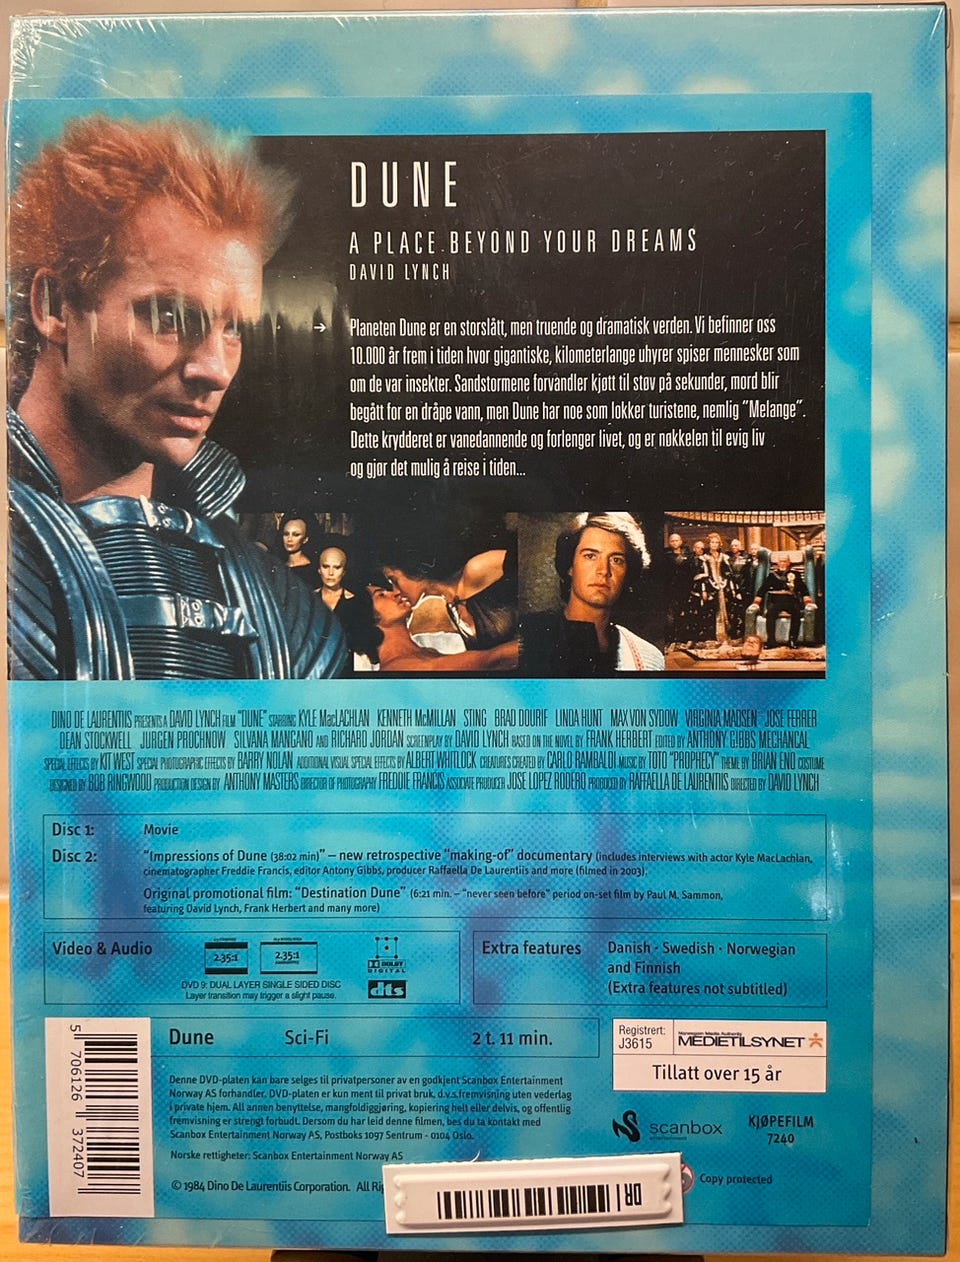 DUNE
A PLACE BEYOND YOUR DREAMS
DAVID LYNCH
→ Planeten Dune er en storslått, men truende og dramatisk verden. Vi befinner oss
10.000 år frem i tiden hvor gigantiske, kilometerlange uhyrer spiser mennesker som
om de var insekter. Sandstormene forvandler kjøtt til støv på sekunder, mord blir
begått for en dråpe vann, men Dune har noe som lokker turistene, nemlig "Melange".
Dette krydderet er vanedannende og forlenger livet, og er nøkkelen til evig liv
og gjør det mulig å reise i tiden...
DINO DE LAURENTIIS PRESENTS A DAVID LYNCH FILM "DUNE" STARRING KYLE MacLACHLAN KENNETH McMILLAN STING BRAD DOURIF LINDA HUNT MAX VON SYDOW VIRGINIA MADSEN JOSE FERRER
DEAN STOCKWELL JURGEN PROCHNOW SILVANA MANGANO AND RICHARD JORDAN SCREENPLAY BY DAVID LYNCH BASED ON THE NOVEL BY FRANK HERBERT EDITED BY ANTHONY GIBBS MECHANCAL
SPECIAL EFFECTS BY KIT WEST SPECIAL PHOTOGRAPHIC EFFECTS BY BARRY NOLAN ADDITIONAL VISUAL SPECIAL EFFECTS BY ALBERT WHITLOCK CREATURES CREATED BY CARLO RAMBALDI MUSIC BY TOTO "PROPHECY" THEME BY BRIAN ENO COSTUME
DESIGNED BY BOB RINGWOOD PRODUCTION DESIGN BY ANTHONY MASTERS DIRECTOR OF PHOTOGRAPHY FREDDIE FRANCIS ASSOCIATE PRODUCER JOSE LOPEZ RODERO PRODUCED BY RAFFAELLA DE LAURENTIIS DIRECTED BY DAVID LYNCH
Disc 1: Movie
Disc 2: "Impressions of Dune (38:02 min)" – new retrospective "making-of" documentary (includes interviews with actor Kyle MacLachlan,
cinematographer Freddie Francis, editor Antony Gibbs, producer Raffaella De Laurentiis and more (filmed in 2003).
Original promotional film: "Destination Dune" (6:21 min. – "never seen before" period on-set film by Paul M. Sammon,
featuring David Lynch, Frank Herbert and many more)
Video & Audio
2.35:1
2.35:1
DOLBY
DIGITAL
dts
DVD 9: DUAL LAYER SINGLE SIDED DISC
Layer transition may trigger a slight pause.
Extra features
Danish · Swedish · Norwegian
and Finnish
(Extra features not subtitled)
5 706126 372407
Dune Sci-Fi 2 t. 11 min.
Registrert:
J3615
Norwegian Media Authority
MEDIETILSYNET
Tillatt over 15 år
Denne DVD-platen kan bare selges til privatpersoner av en godkjent Scanbox Entertainment
Norway AS forhandler. DVD-platen er kun ment til privat bruk, d.v.s.fremvisning uten vederlag
i private hjem. All annen benyttelse, mangfoldiggjøring, kopiering helt eller delvis, og offentlig
fremvisning er strengt forbudt. Dersom du har leid denne filmen, bes du ta kontakt med
Scanbox Entertainment Norway AS, Postboks 1097 Sentrum - 0104 Oslo.
Norske rettigheter: Scanbox Entertainment Norway AS
© 1984 Dino De Laurentiis Corporation. All
scanbox
entertainment
KJØPEFILM
7240
Copy protected
DR